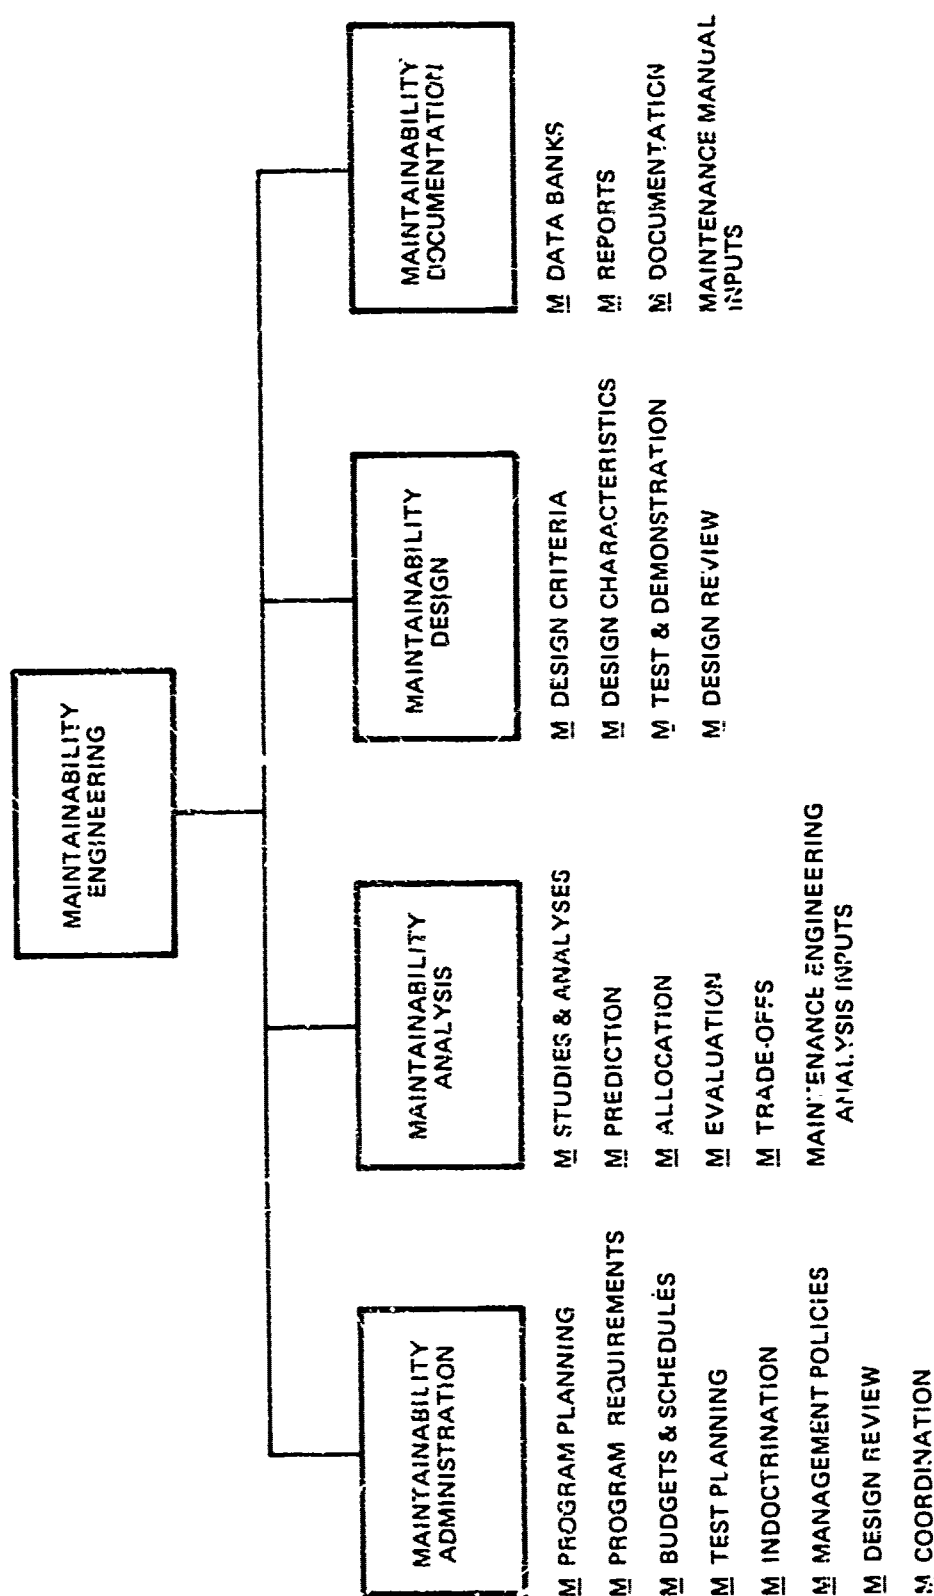 MAINTAINABILITY
ENGINEERING
MAINTAINABILITY
ADMINISTRATION
M PROGRAM PLANNING
M PROGRAM REQUIREMENTS
M BUDGETS & SCHEDULES
M TEST PLANNING
M INDOCTRINATION
M MANAGEMENT POLICIES
M DESIGN REVIEW
M COORDINATION
MAINTAINABILITY
ANALYSIS
M STUDIES & ANALYSES
M PREDICTION
M ALLOCATION
M EVALUATION
M TRADE-OFFS
MAINTENANCE ENGINEERING
ANALYSIS INPUTS
MAINTAINABILITY
DESIGN
M DESIGN CRITERIA
M DESIGN CHARACTERISTICS
M TEST & DEMONSTRATION
M DESIGN REVIEW
MAINTAINABILITY
DOCUMENTATION
M DATA BANKS
M REPORTS
M DOCUMENTATION
MAINTENANCE MANUAL
INPUTS